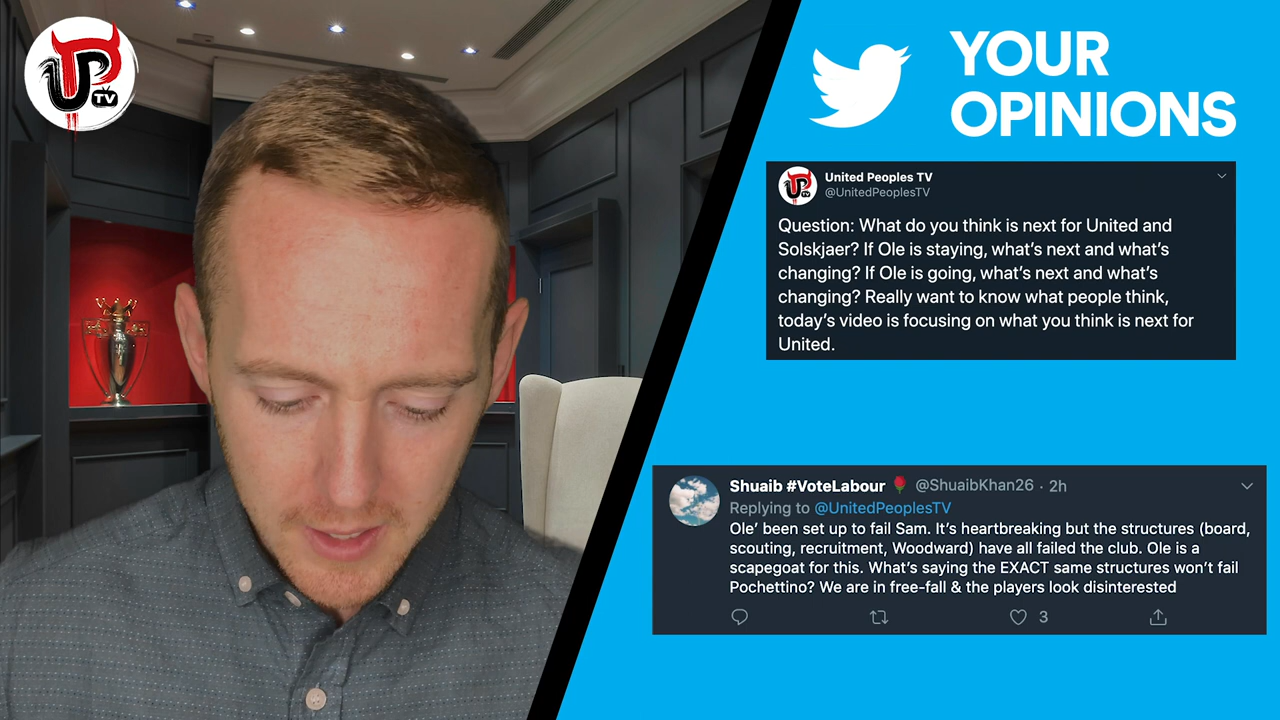 UP
TV
YOUR
OPINIONS
UP
TV
United Peoples TV
@UnitedPeoplesTV
Question: What do you think is next for United and
Solskjaer? If Ole is staying, what's next and what's
changing? If Ole is going, what's next and what's
changing? Really want to know what people think,
today's video is focusing on what you think is next for
United.
Shuaib #VoteLabour 🌹 @ShuaibKhan26 · 2h
Replying to @UnitedPeoplesTV
Ole' been set up to fail Sam. It's heartbreaking but the structures (board,
scouting, recruitment, Woodward) have all failed the club. Ole is a
scapegoat for this. What's saying the EXACT same structures won't fail
Pochettino? We are in free-fall & the players look disinterested
3